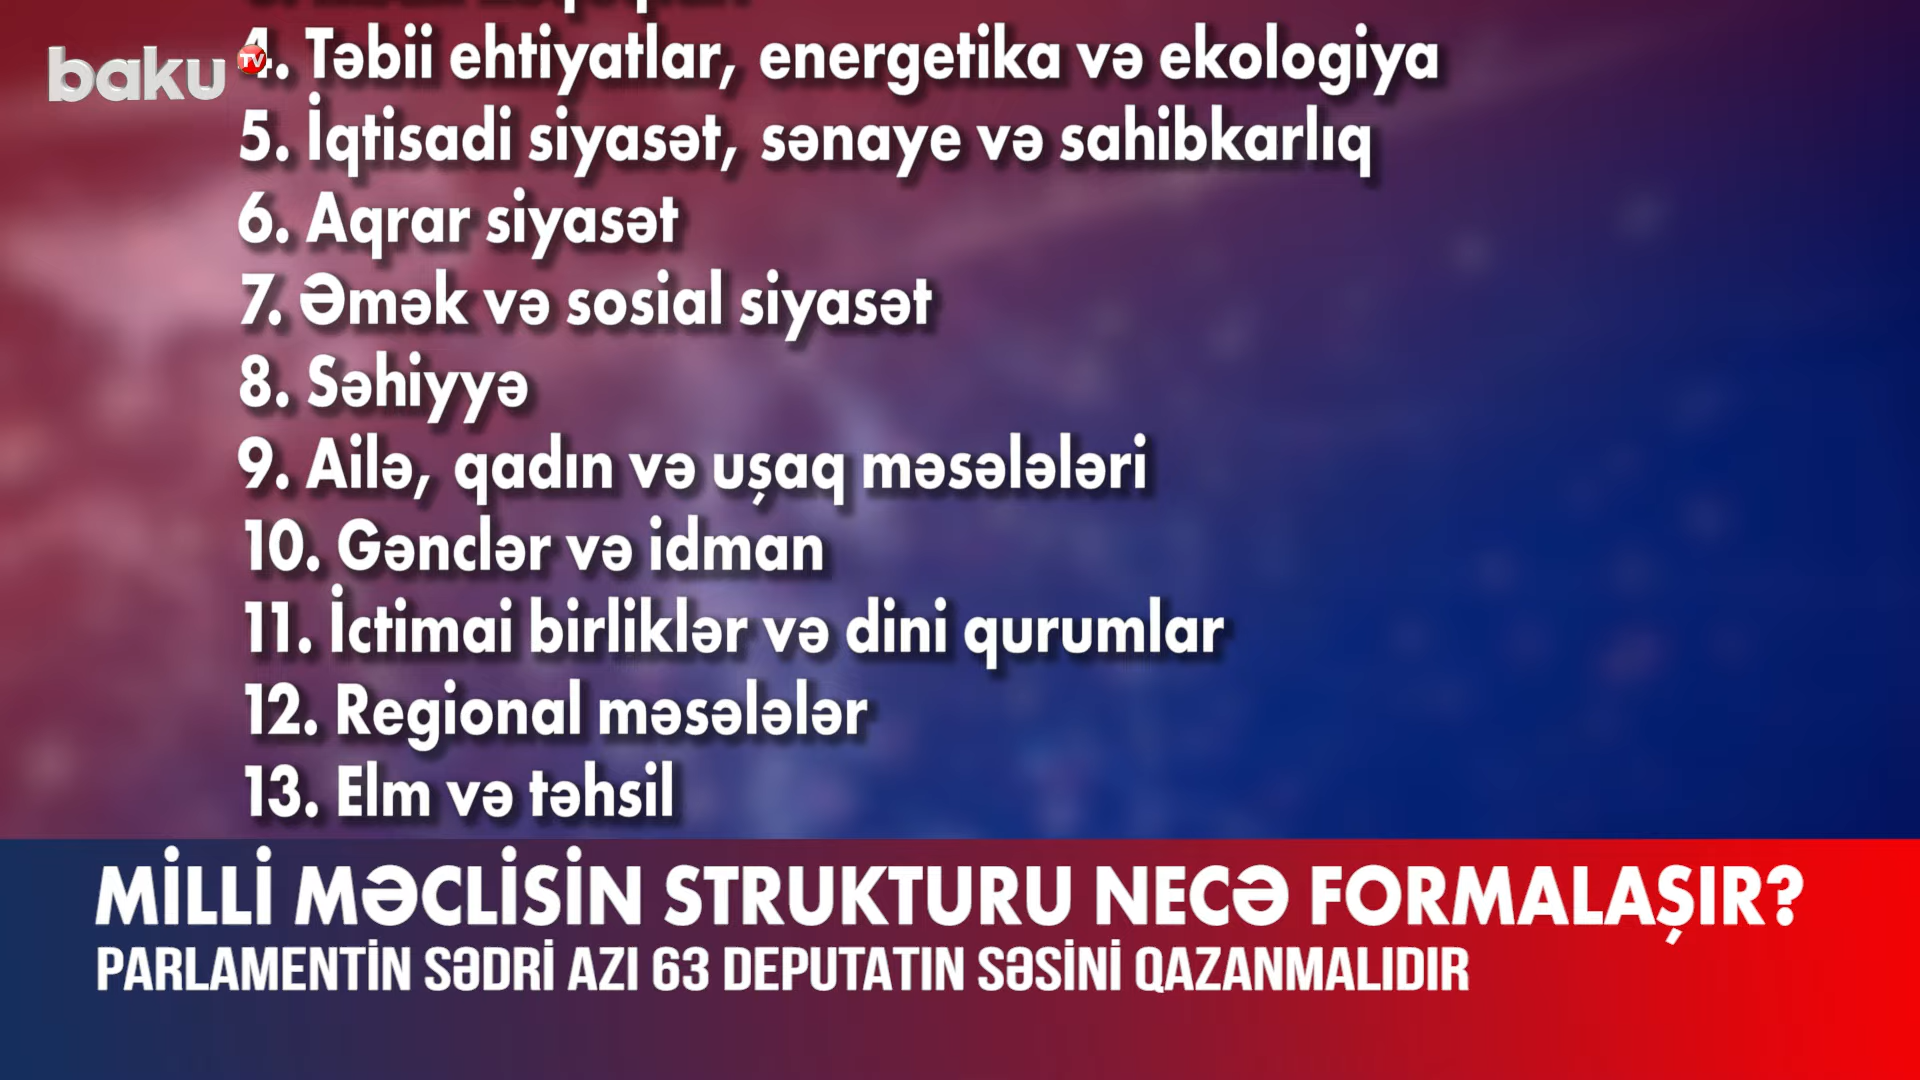 baku TV
4. Təbii ehtiyatlar, energetika və ekologiya
5. İqtisadi siyasət, sənaye və sahibkarlıq
6. Aqrar siyasət
7. Əmək və sosial siyasət
8. Səhiyyə
9. Ailə, qadın və uşaq məsələləri
10. Gənclər və idman
11. İctimai birliklər və dini qurumlar
12. Regional məsələlər
13. Elm və təhsil
MİLLİ MƏCLİSİN STRUKTURU NECƏ FORMALAŞIR?
PARLAMENTİN SƏDRİ AZI 63 DEPUTATIN SƏSİNİ QAZANMALIDIR